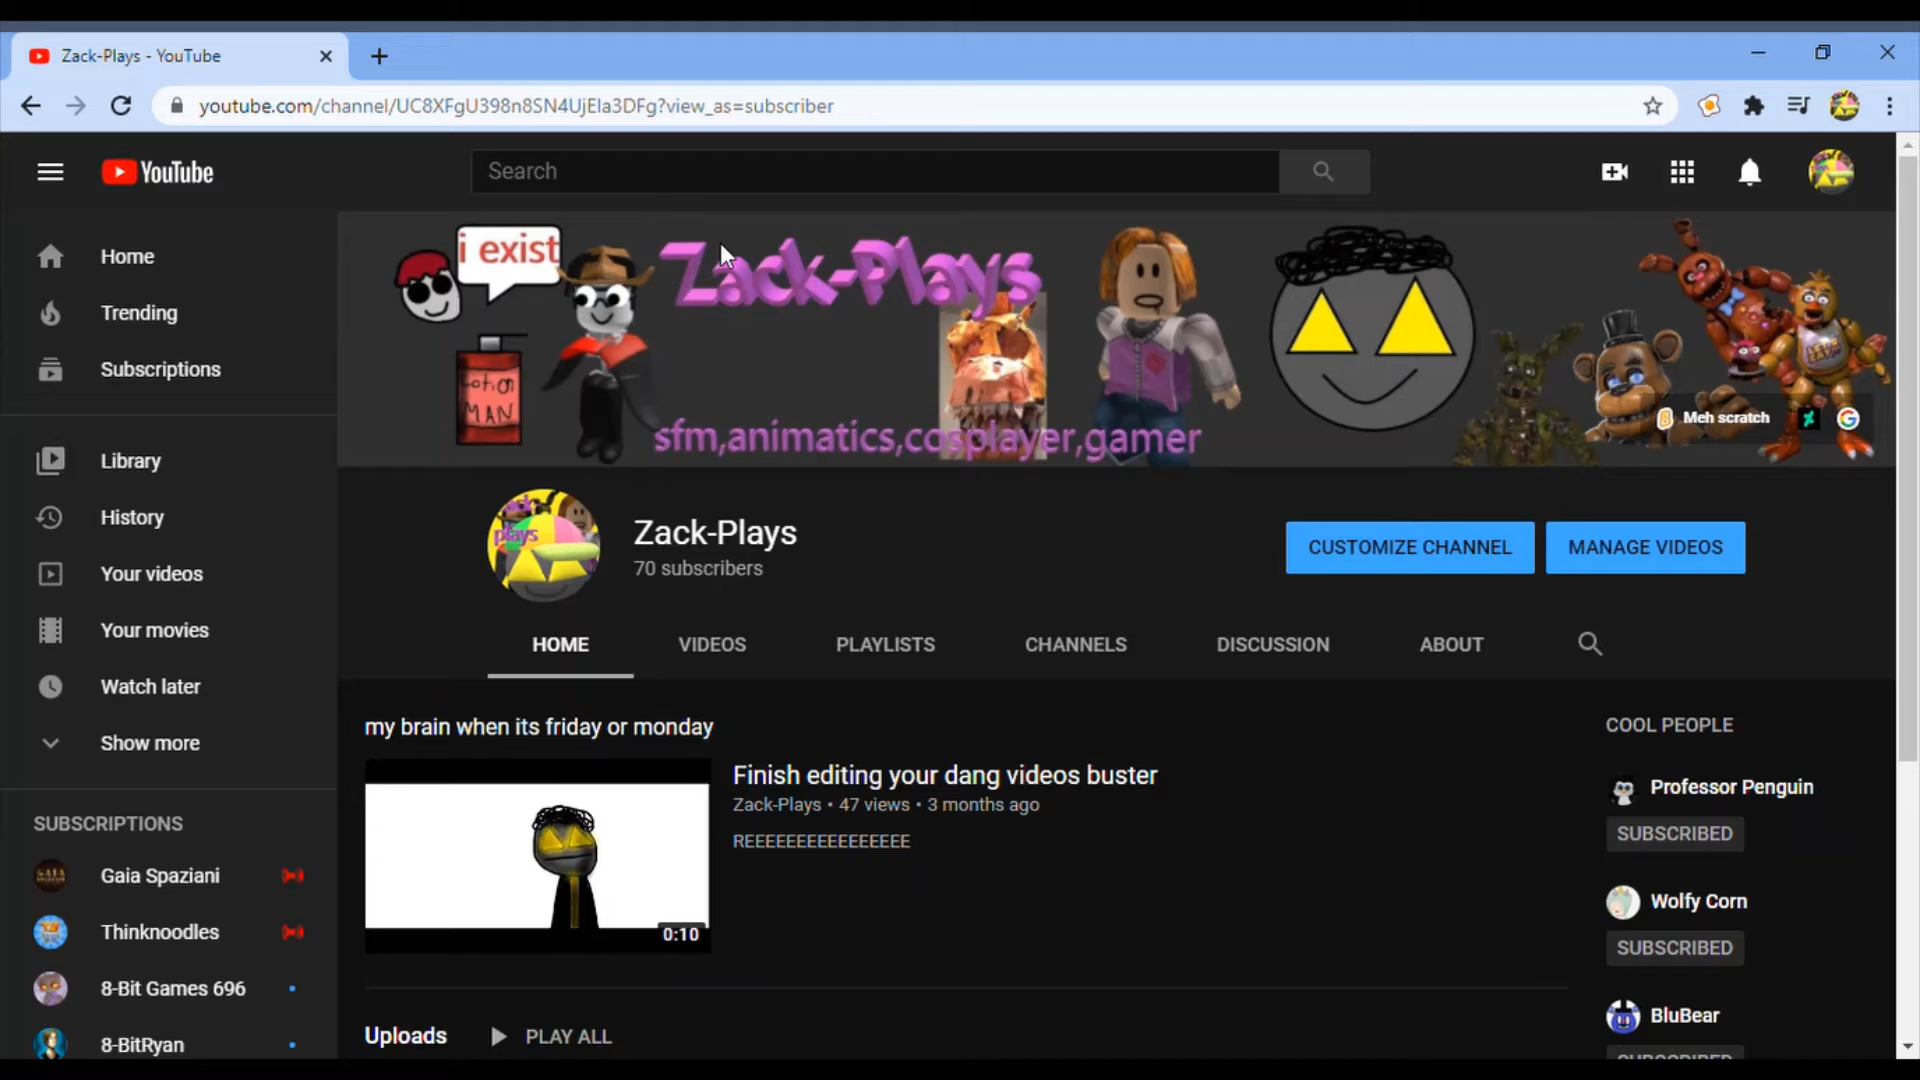 Zack-Plays - YouTube
youtube.com/channel/UC8XFgU398n8SN4UjEla3DFg?view_as=subscriber
YouTube
Search
Home
Trending
Subscriptions
Library
History
Your videos
Your movies
Watch later
Show more
SUBSCRIPTIONS
Gaia Spaziani
Thinknoodles
8-Bit Games 696
8-BitRyan
i exist
Zack-Plays
Lotion
MAN
sfm,animatics,cosplayer,gamer
Meh scratch
plays
Zack-Plays
70 subscribers
CUSTOMIZE CHANNEL
MANAGE VIDEOS
HOME
VIDEOS
PLAYLISTS
CHANNELS
DISCUSSION
ABOUT
my brain when its friday or monday
0:10
Finish editing your dang videos buster
Zack-Plays • 47 views • 3 months ago
REEEEEEEEEEEEEEEE
Uploads
PLAY ALL
COOL PEOPLE
Professor Penguin
SUBSCRIBED
Wolfy Corn
SUBSCRIBED
BluBear
SUBSCRIBED